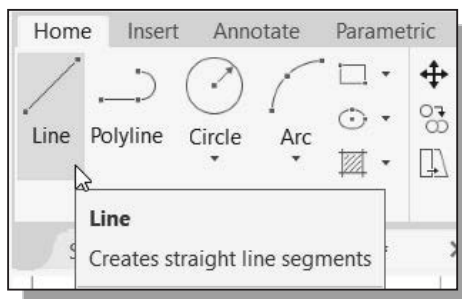 Home Insert Annotate Parametric
Line Polyline Circle Arc
Line
Creates straight line segments